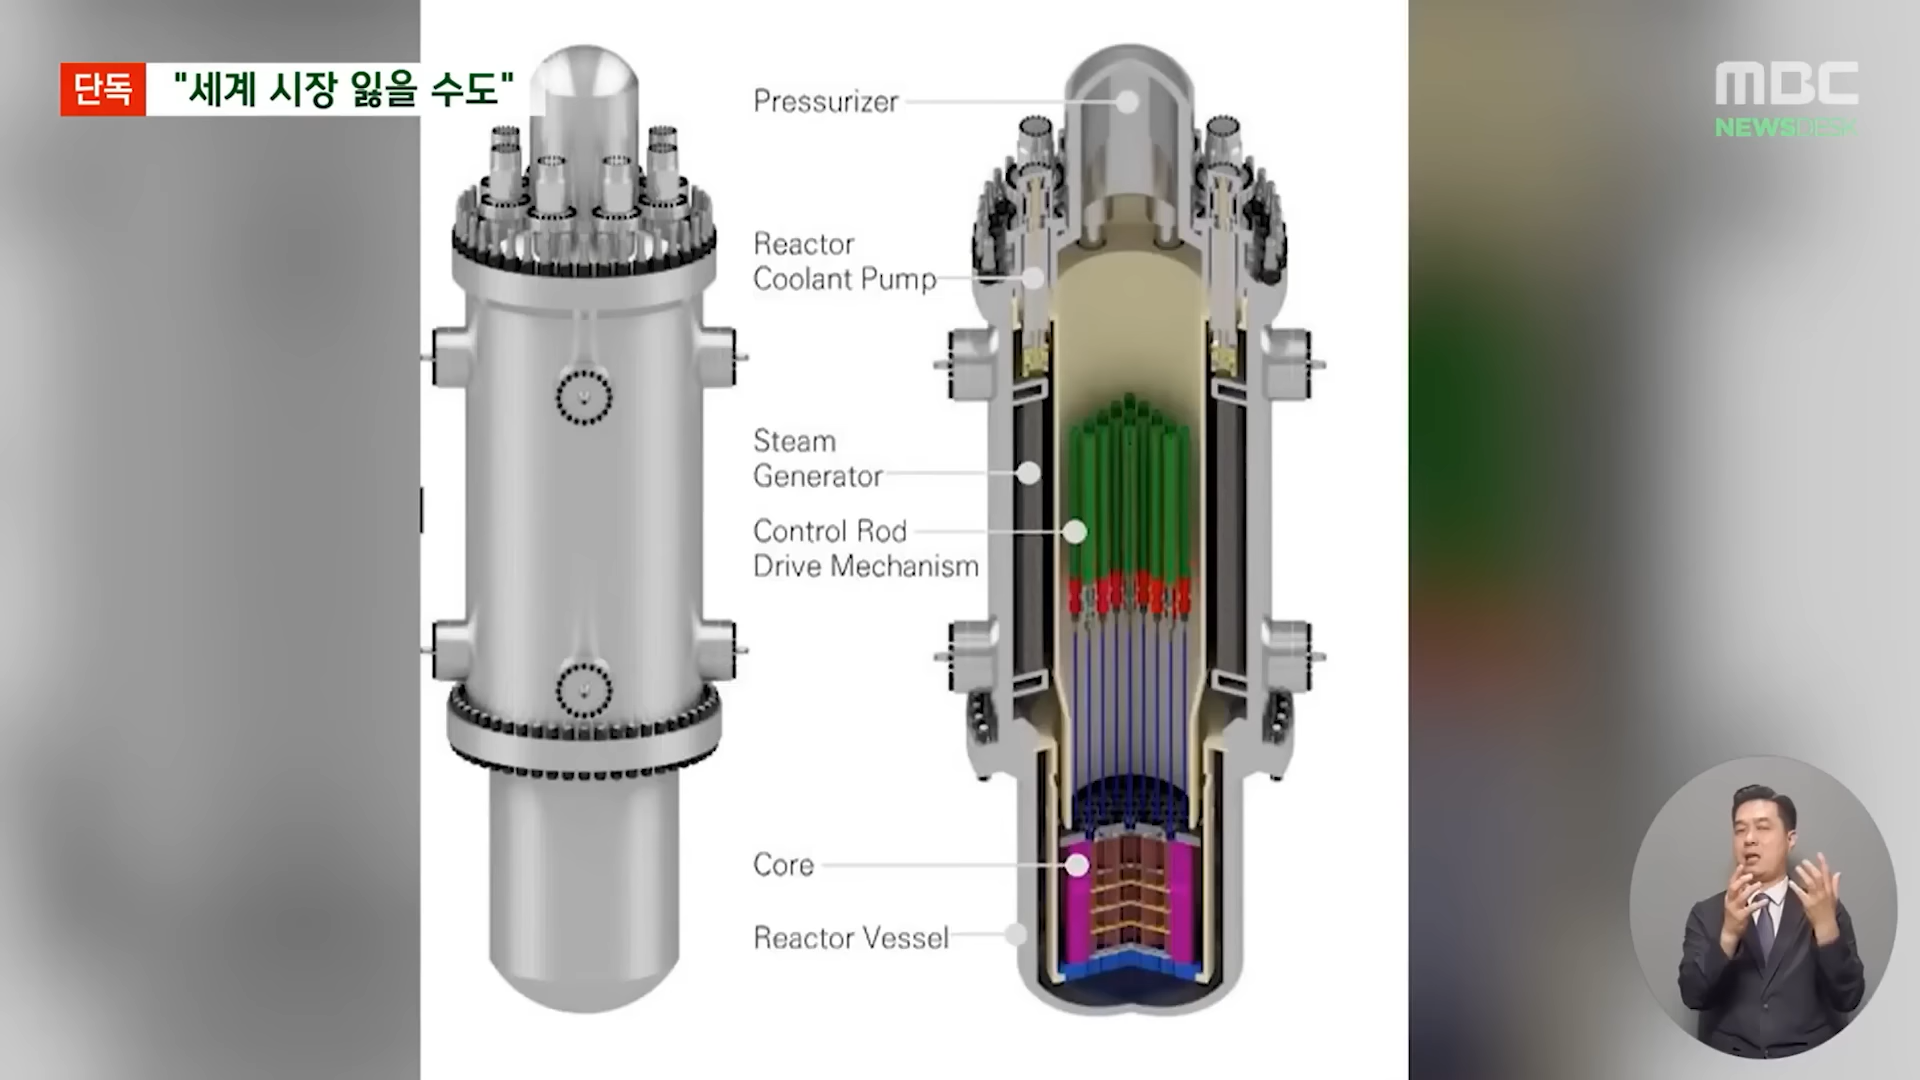 단독 "세계 시장 잃을 수도"
MBC
NEWSDESK
Pressurizer
Reactor
Coolant Pump
Steam
Generator
Control Rod
Drive Mechanism
Core
Reactor Vessel